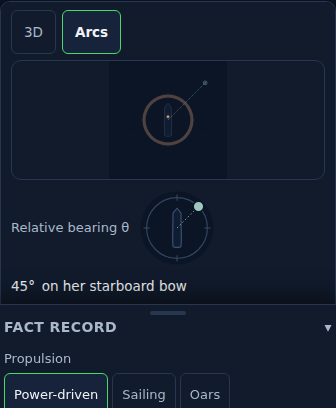 3D Arcs
Relative bearing θ
45° on her starboard bow
FACT RECORD ▼
Propulsion
Power-driven Sailing Oars